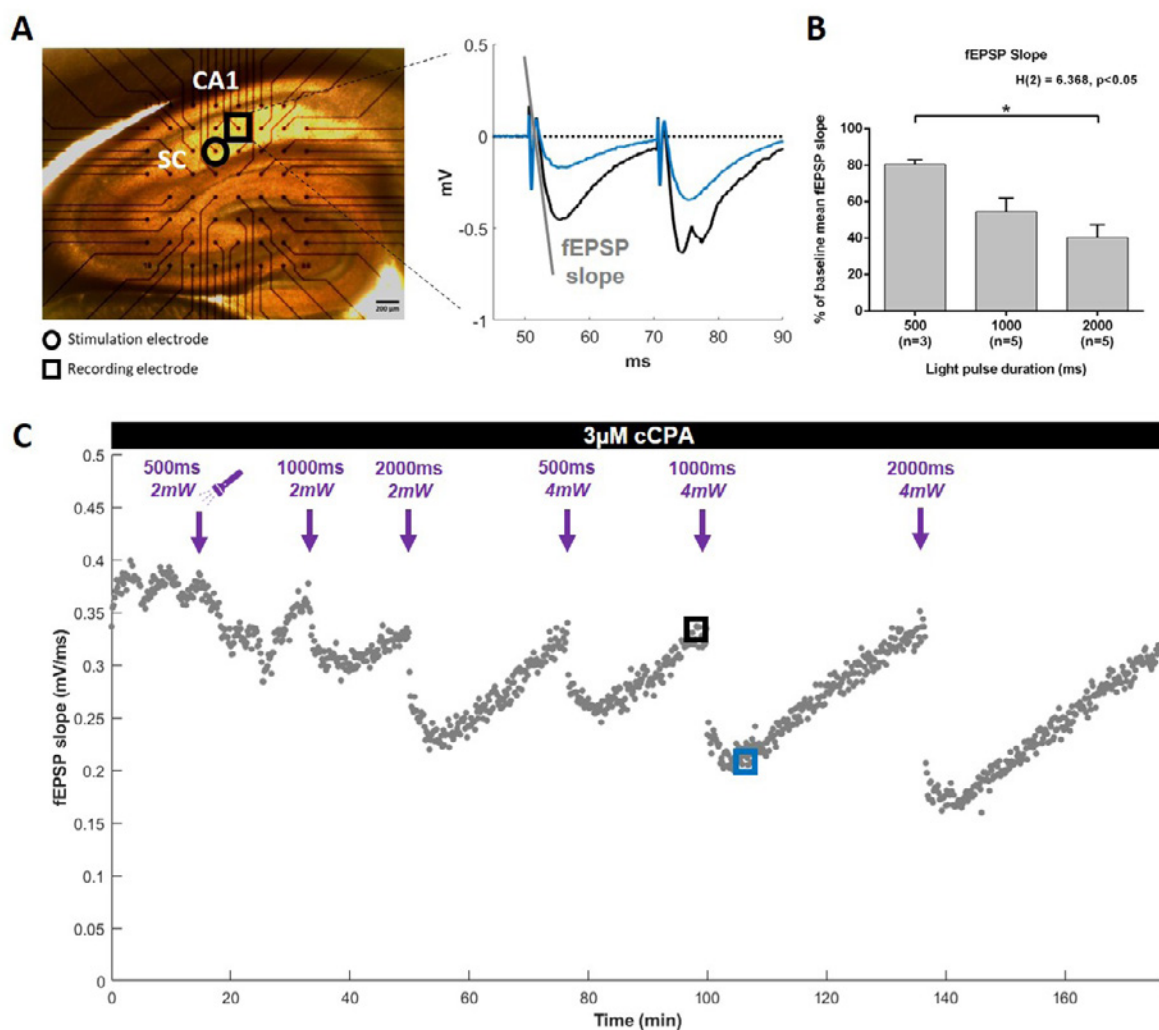 A
CA1
SC
200 µm
Stimulation electrode
Recording electrode
0.5
0
-0.5
-1
mV
fEPSP
slope
50 60 70 80 90
ms
B
fEPSP Slope
H(2) = 6.368, p<0.05
*
% of baseline mean fEPSP slope
100
80
60
40
20
0
500 1000 2000
(n=3) (n=5) (n=5)
Light pulse duration (ms)
C
3µM cCPA
500ms 1000ms 2000ms 500ms 1000ms 2000ms
2mW 2mW 2mW 4mW 4mW 4mW
fEPSP slope (mV/ms)
0.5
0.45
0.4
0.35
0.3
0.25
0.2
0.15
0.1
0.05
0
0 20 40 60 80 100 120 140 160
Time (min)